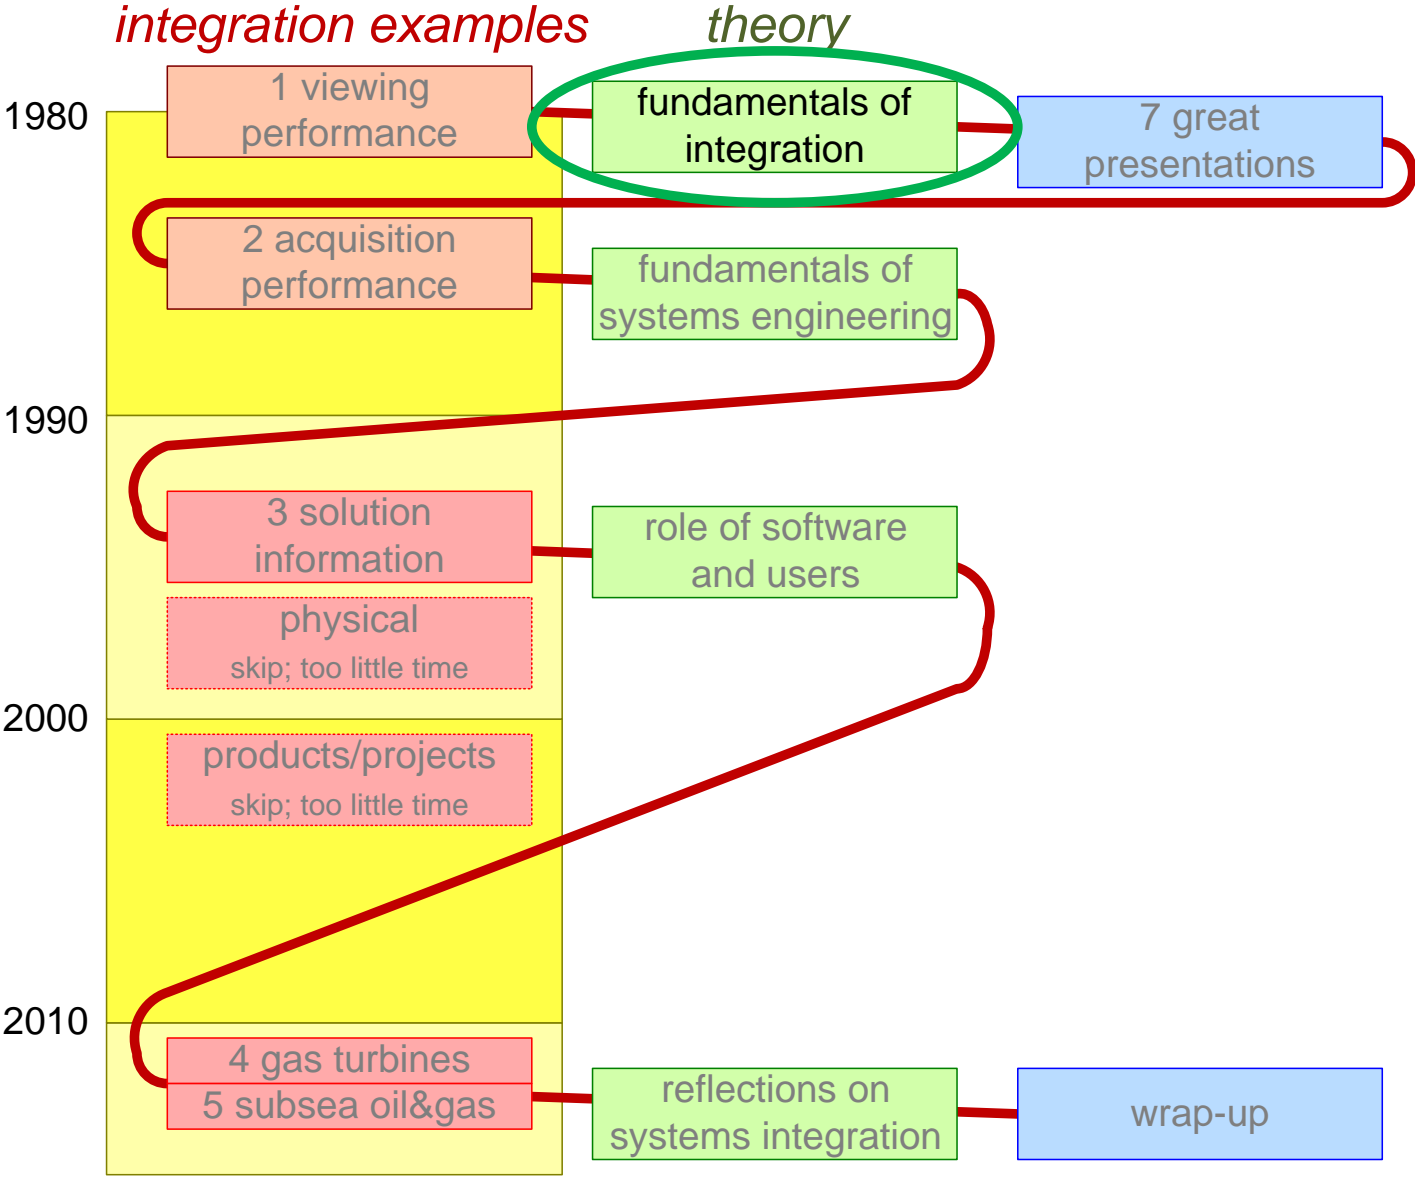 integration examples
theory
1980
1 viewing
performance
fundamentals of
integration
7 great
presentations
2 acquisition
performance
fundamentals of
systems engineering
1990
3 solution
information
role of software
and users
physical
skip; too little time
2000
products/projects
skip; too little time
2010
4 gas turbines
5 subsea oil&gas
reflections on
systems integration
wrap-up